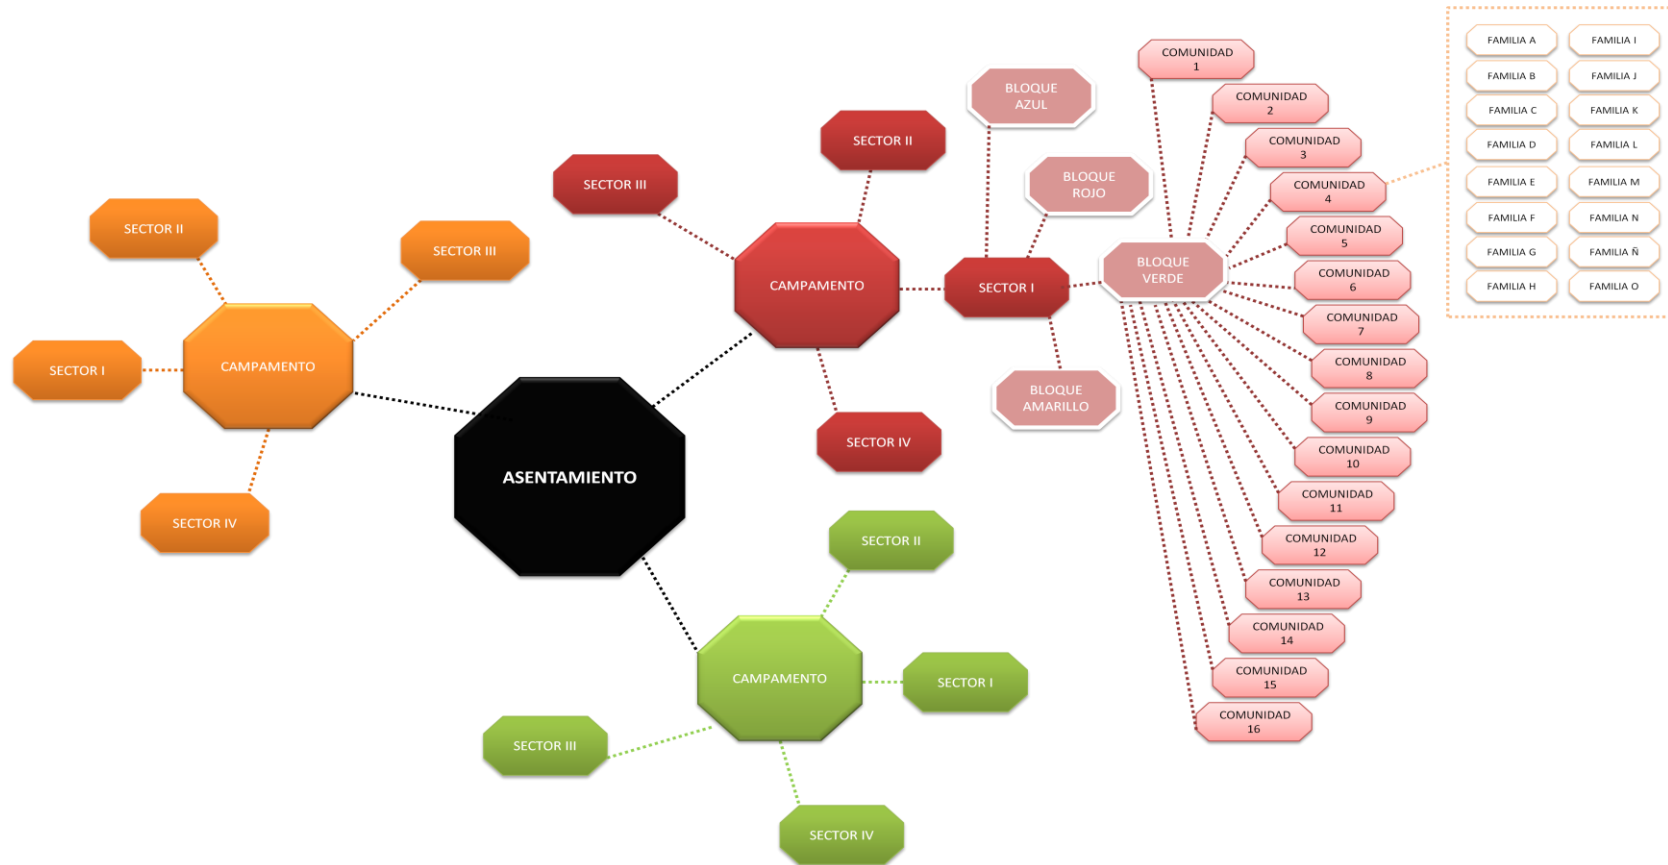 ASENTAMIENTO
CAMPAMENTO
SECTOR II
SECTOR III
SECTOR I
SECTOR IV
CAMPAMENTO
SECTOR III
SECTOR II
SECTOR I
SECTOR IV
BLOQUE
AZUL
BLOQUE
ROJO
BLOQUE
VERDE
BLOQUE
AMARILLO
COMUNIDAD
1
COMUNIDAD
2
COMUNIDAD
3
COMUNIDAD
4
COMUNIDAD
5
COMUNIDAD
6
COMUNIDAD
7
COMUNIDAD
8
COMUNIDAD
9
COMUNIDAD
10
COMUNIDAD
11
COMUNIDAD
12
COMUNIDAD
13
COMUNIDAD
14
COMUNIDAD
15
COMUNIDAD
16
FAMILIA A
FAMILIA B
FAMILIA C
FAMILIA D
FAMILIA E
FAMILIA F
FAMILIA G
FAMILIA H
FAMILIA I
FAMILIA J
FAMILIA K
FAMILIA L
FAMILIA M
FAMILIA N
FAMILIA Ñ
FAMILIA O
CAMPAMENTO
SECTOR II
SECTOR I
SECTOR III
SECTOR IV